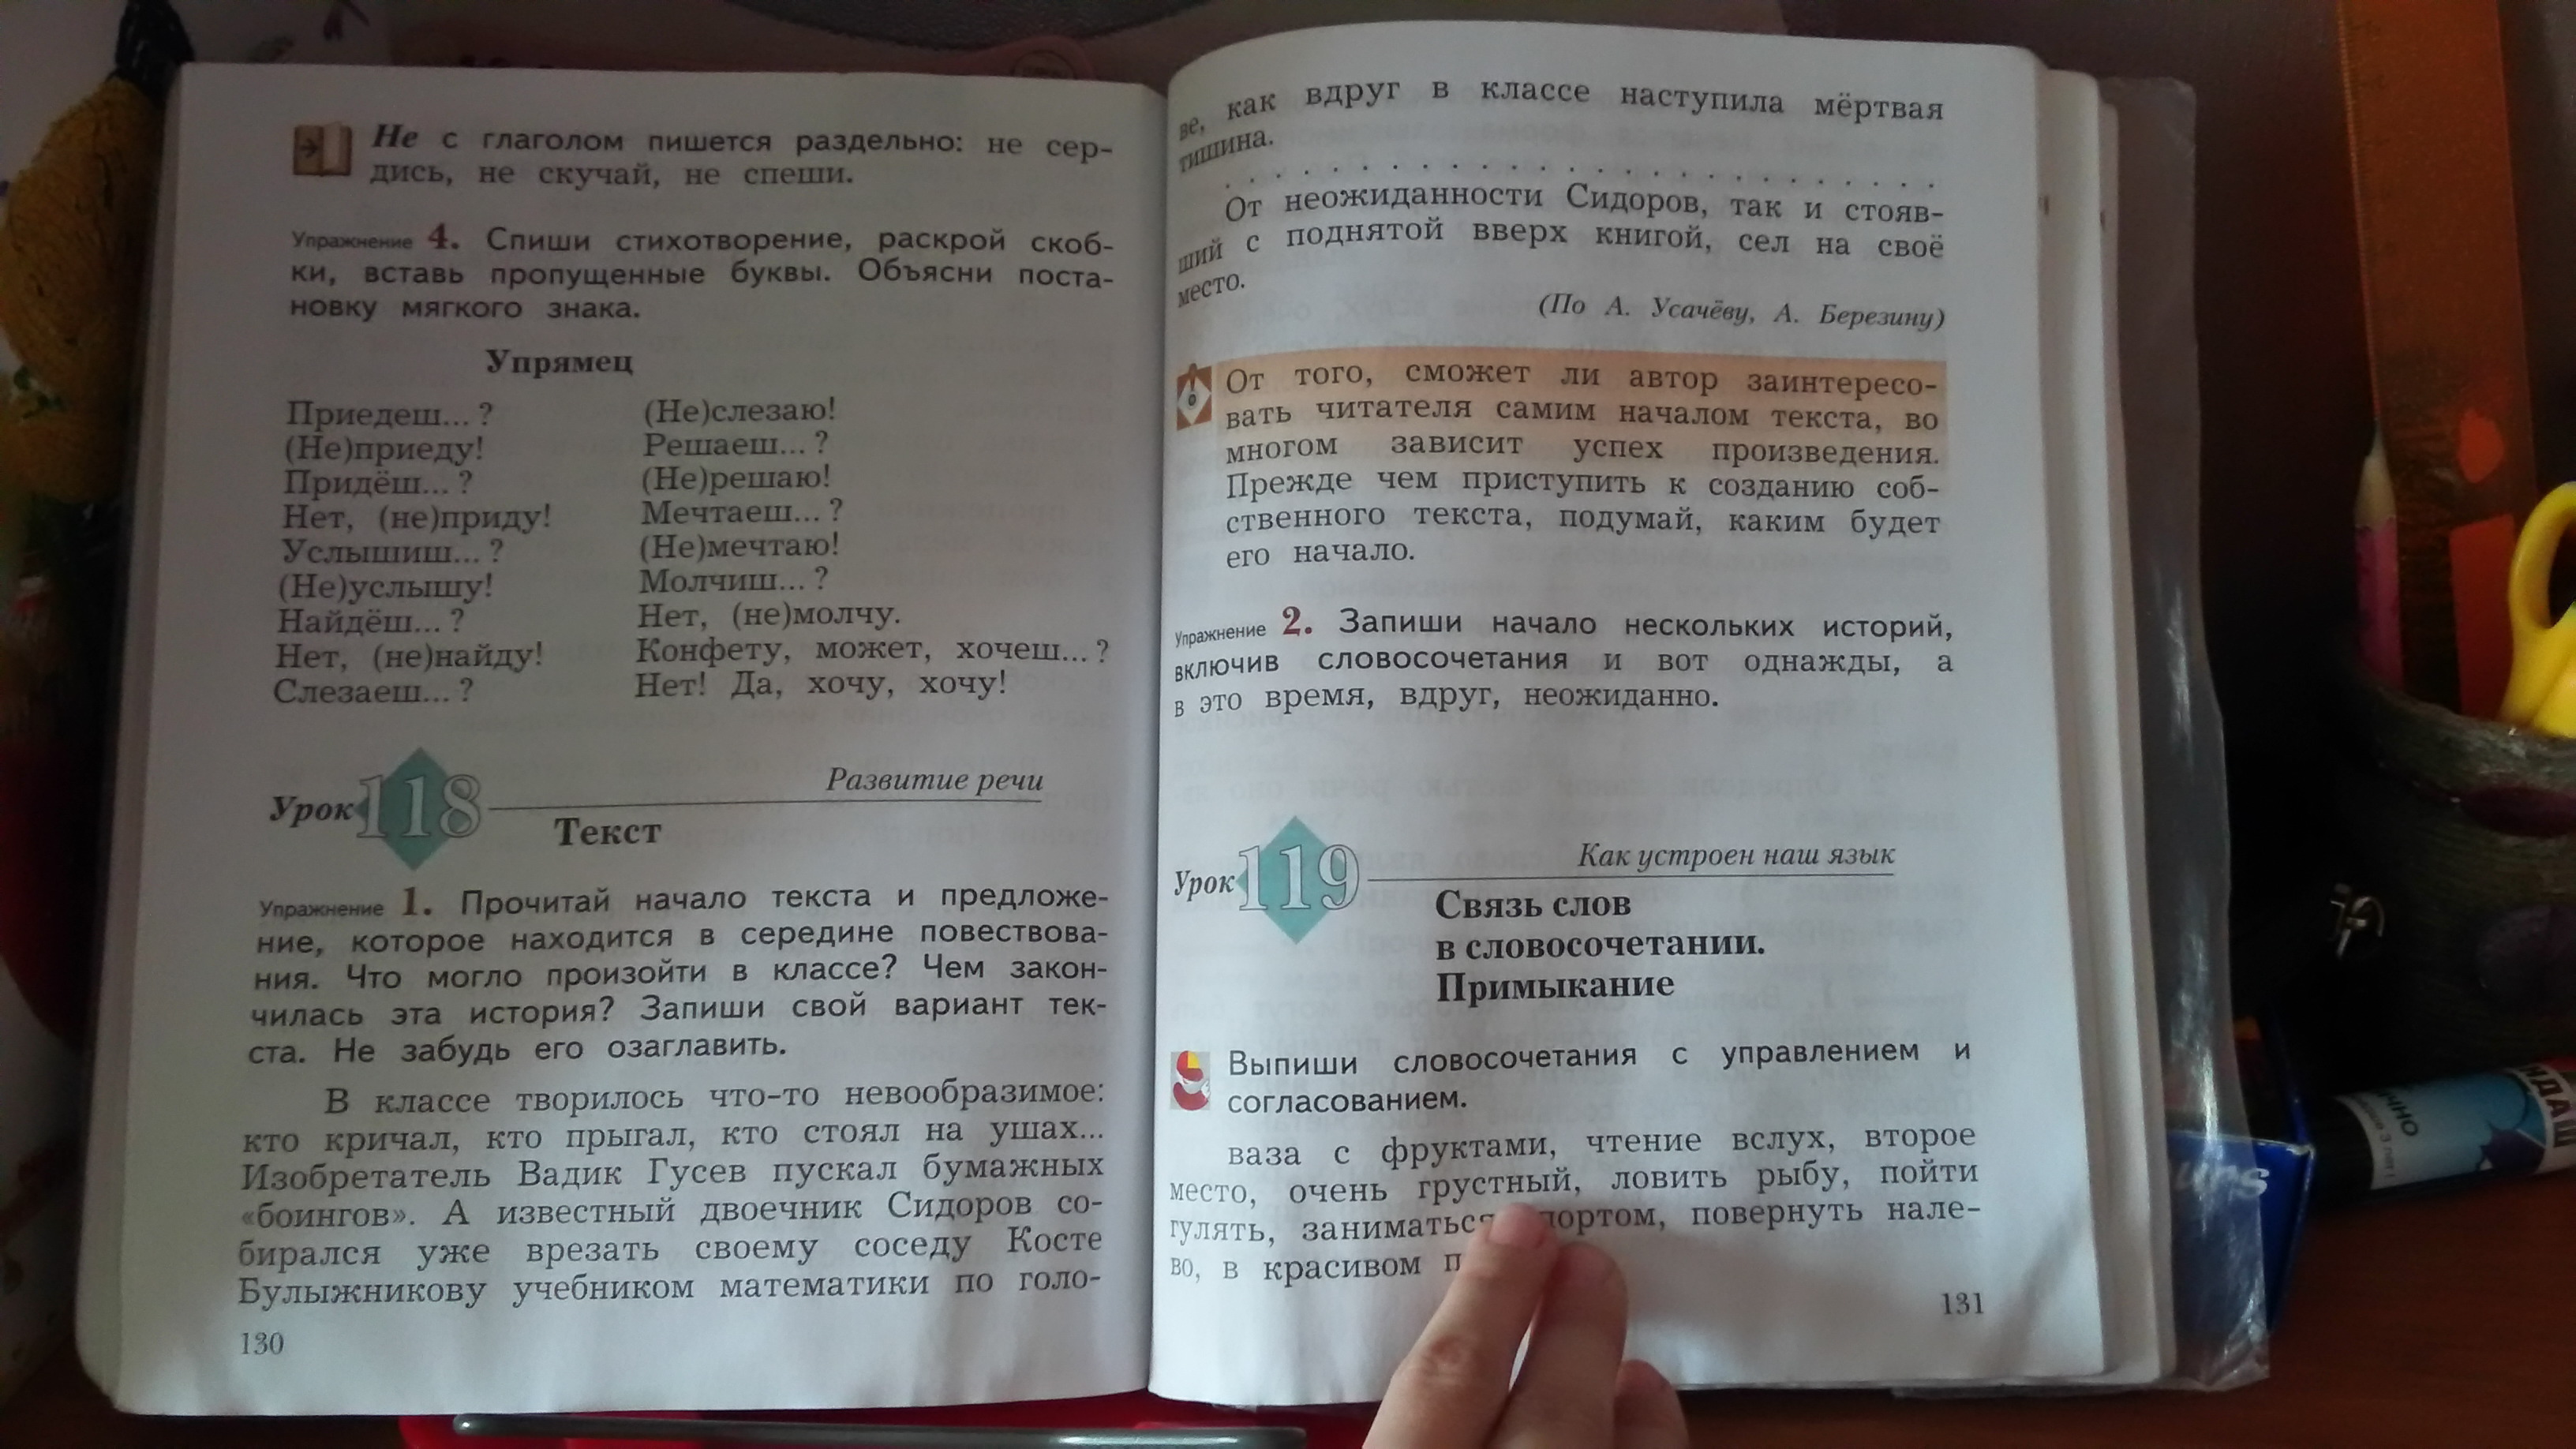 Не с глаголом пишется раздельно: не сер-
дись, не скучай, не спеши.
Упражнение 4. Спиши стихотворение, раскрой скоб-
ки, вставь пропущенные буквы. Объясни поста-
новку мягкого знака.
Упрямец
Приедеш... ?
(Не)приеду!
Придёш... ?
Нет, (не)приду!
Услышиш... ?
(Не)услышу!
Найдёш... ?
Нет, (не)найду!
Слезаеш... ?
(Не)слезаю!
Решаеш... ?
(Не)решаю!
Мечтаеш... ?
(Не)мечтаю!
Молчиш... ?
Нет, (не)молчу.
Конфету, может, хочеш... ?
Нет! Да, хочу, хочу!
Урок 118
Развитие речи
Текст
Упражнение 1. Прочитай начало текста и предложе-
ние, которое находится в середине повествова-
ния. Что могло произойти в классе? Чем закон-
чилась эта история? Запиши свой вариант тек-
ста. Не забудь его озаглавить.
В классе творилось что-то невообразимое:
кто кричал, кто прыгал, кто стоял на ушах...
Изобретатель Вадик Гусев пускал бумажных
«боингов». А известный двоечник Сидоров со-
бирался уже врезать своему соседу Косте
Булыжникову учебником математики по голо-
130
ве, как вдруг в классе наступила мёртвая
тишина.
. . . . . . . . . . . . . . . . . . . . . . . . . .
От неожиданности Сидоров, так и стояв-
ший с поднятой вверх книгой, сел на своё
место.
(По А. Усачёву, А. Березину)
От того, сможет ли автор заинтересо-
вать читателя самим началом текста, во
многом зависит успех произведения.
Прежде чем приступить к созданию соб-
ственного текста, подумай, каким будет
его начало.
Упражнение 2. Запиши начало нескольких историй,
включив словосочетания и вот однажды, а
в это время, вдруг, неожиданно.
Урок 119
Как устроен наш язык
Связь слов
в словосочетании.
Примыкание
Выпиши словосочетания с управлением и
согласованием.
ваза с фруктами, чтение вслух, второе
место, очень грустный, ловить рыбу, пойти
гулять, заниматься повернуть нале-
во, в красивом
131